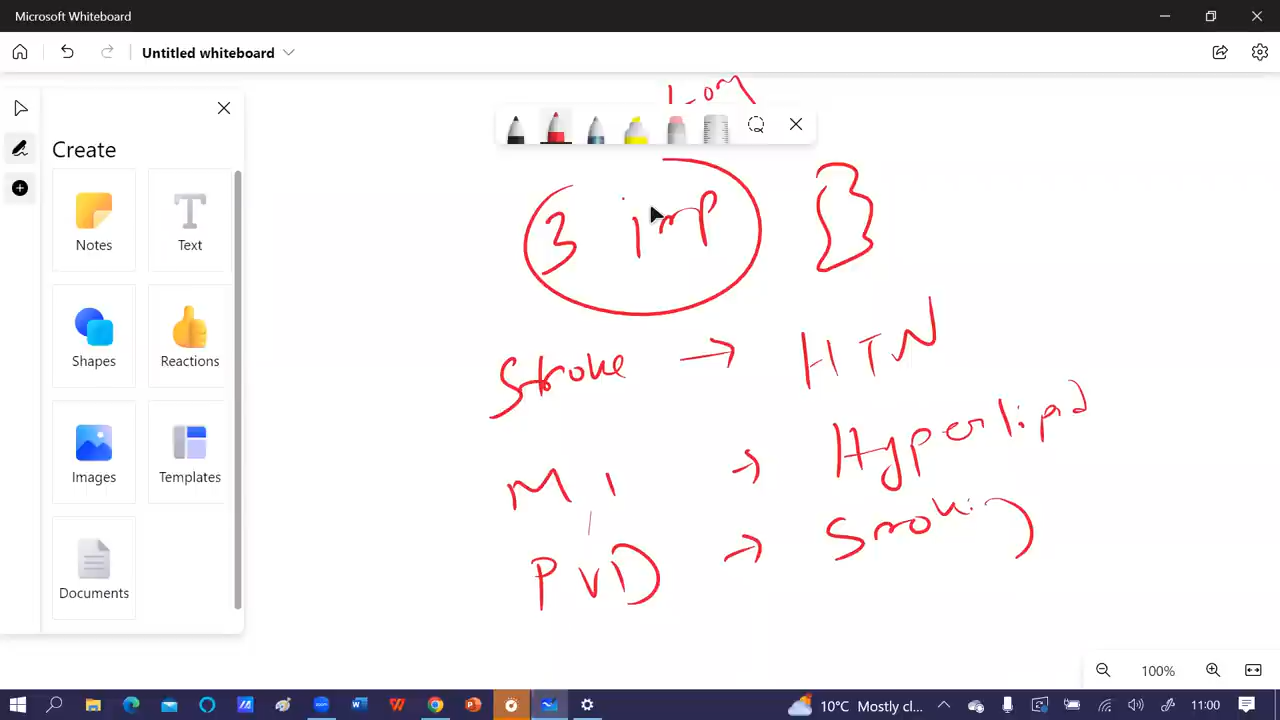 Microsoft Whiteboard
Untitled whiteboard
Create
Notes Text
Shapes Reactions
Images Templates
Documents
3 imp
Stroke → HTN
MI → Hyperlipid
PVD → Smoking
100%
10°C Mostly cl... 11:00